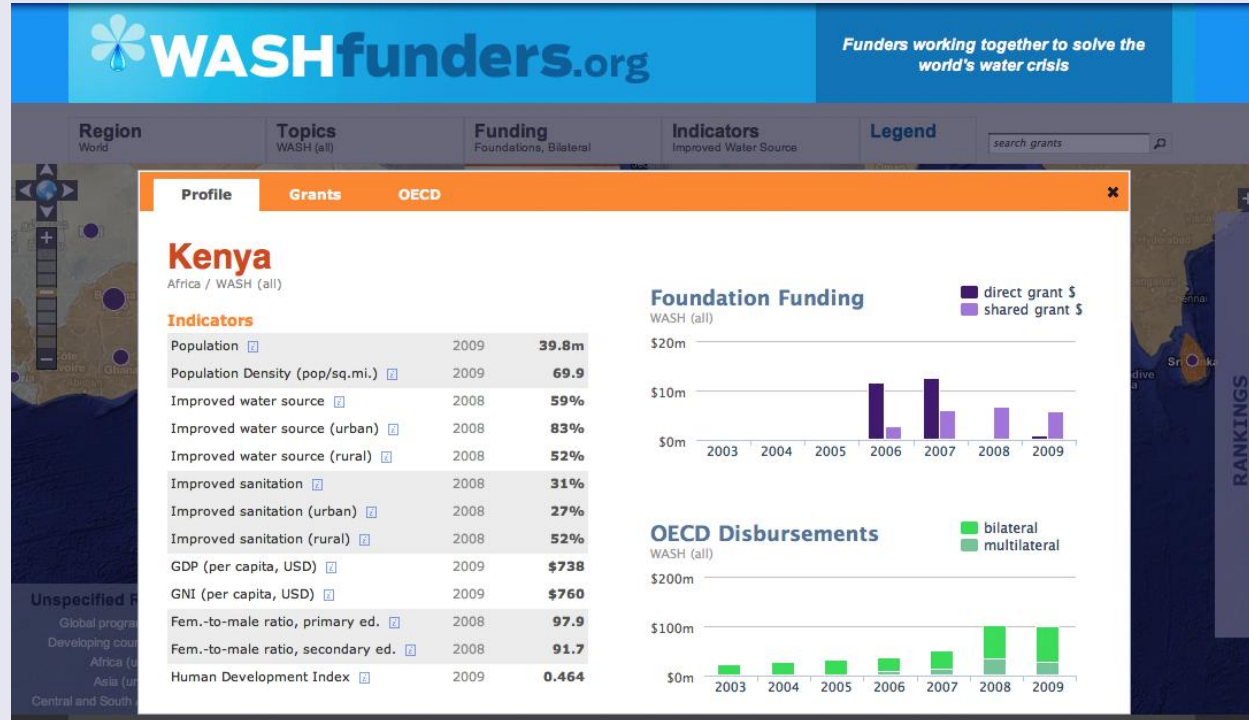 WASHfunders.org
Funders working together to solve the
world's water crisis
Region
World
Topics
WASH (all)
Funding
Foundations, Bilateral
Indicators
Improved Water Source
Legend
search grants
Profile
Grants
OECD
Kenya
Africa / WASH (all)
Indicators
Population 2009 39.8m
Population Density (pop/sq.mi.) 2009 69.9
Improved water source 2008 59%
Improved water source (urban) 2008 83%
Improved water source (rural) 2008 52%
Improved sanitation 2008 31%
Improved sanitation (urban) 2008 27%
Improved sanitation (rural) 2008 52%
GDP (per capita, USD) 2009 $738
GNI (per capita, USD) 2009 $760
Fem.-to-male ratio, primary ed. 2008 97.9
Fem.-to-male ratio, secondary ed. 2008 91.7
Human Development Index 2009 0.464
Foundation Funding
WASH (all)
direct grant $
shared grant $
$20m
$10m
$0m
2003 2004 2005 2006 2007 2008 2009
OECD Disbursements
WASH (all)
bilateral
multilateral
$200m
$100m
$0m
2003 2004 2005 2006 2007 2008 2009
RANKINGS
Unspecified
Global
Developing
Africa
Asia
Central and South